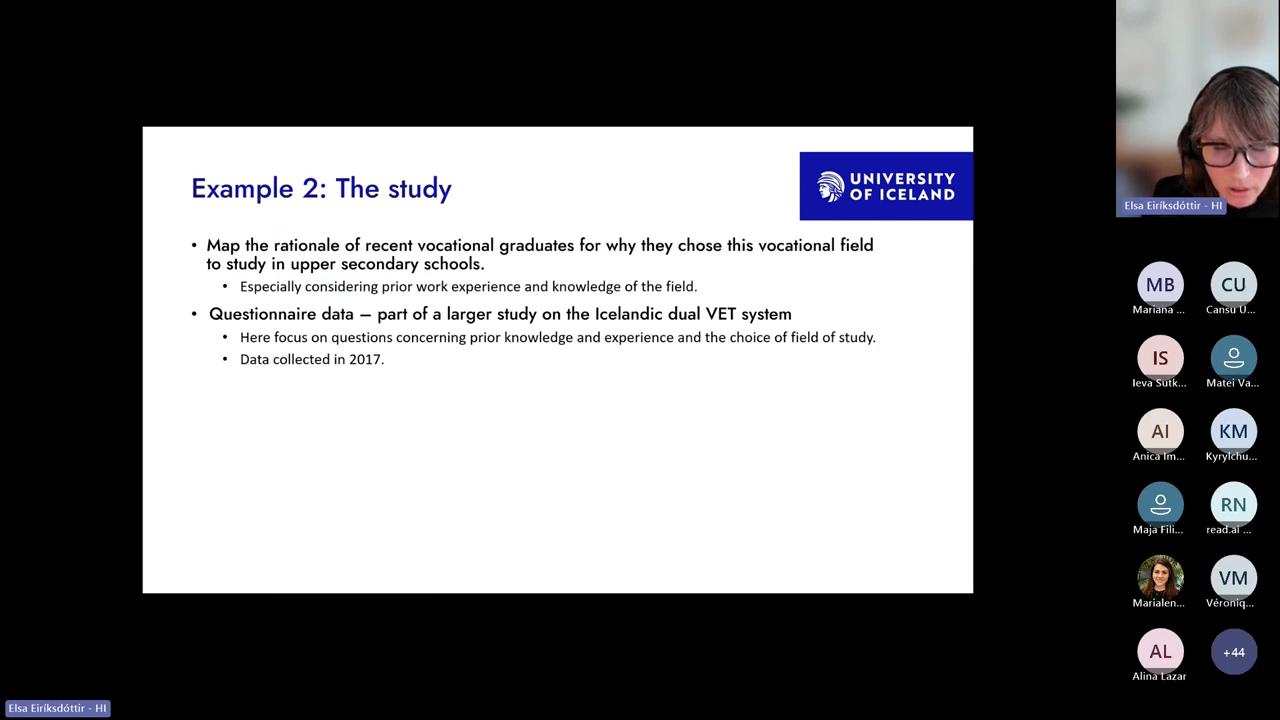 Example 2: The study
UNIVERSITY
OF ICELAND
• Map the rationale of recent vocational graduates for why they chose this vocational field
to study in upper secondary schools.
• Especially considering prior work experience and knowledge of the field.
• Questionnaire data – part of a larger study on the Icelandic dual VET system
• Here focus on questions concerning prior knowledge and experience and the choice of field of study.
• Data collected in 2017.
Elsa Eiríksdóttir - HI
MB
Mariana ...
CU
Cansu U...
IS
Ieva Sutk...
Matei Va...
AI
Anica Im...
KM
Kyrylchu...
Maja Fili...
RN
read.ai ...
Marialen...
VM
Véroniq...
AL
Alina Lazar
+44
Elsa Eiríksdóttir - HI